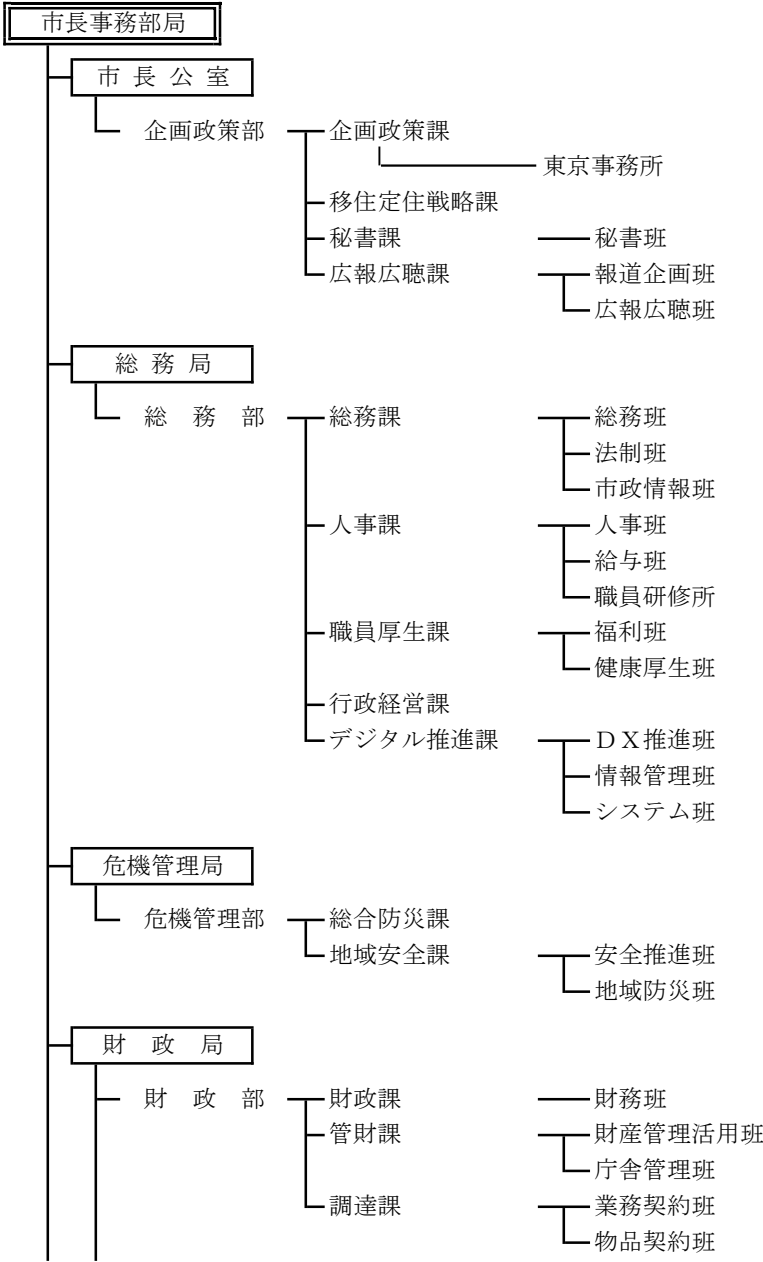 市長事務部局
市長公室
企画政策部 企画政策課
東京事務所
移住定住戦略課
秘書課 秘書班
広報広聴課 報道企画班
広報広聴班
総務局
総務部 総務課 総務班
法制班
市政情報班
人事課 人事班
給与班
職員研修所
職員厚生課 福利班
健康厚生班
行政経営課
デジタル推進課 ＤＸ推進班
情報管理班
システム班
危機管理局
危機管理部 総合防災課
地域安全課 安全推進班
地域防災班
財政局
財政部 財政課 財務班
管財課 財産管理活用班
庁舎管理班
調達課 業務契約班
物品契約班